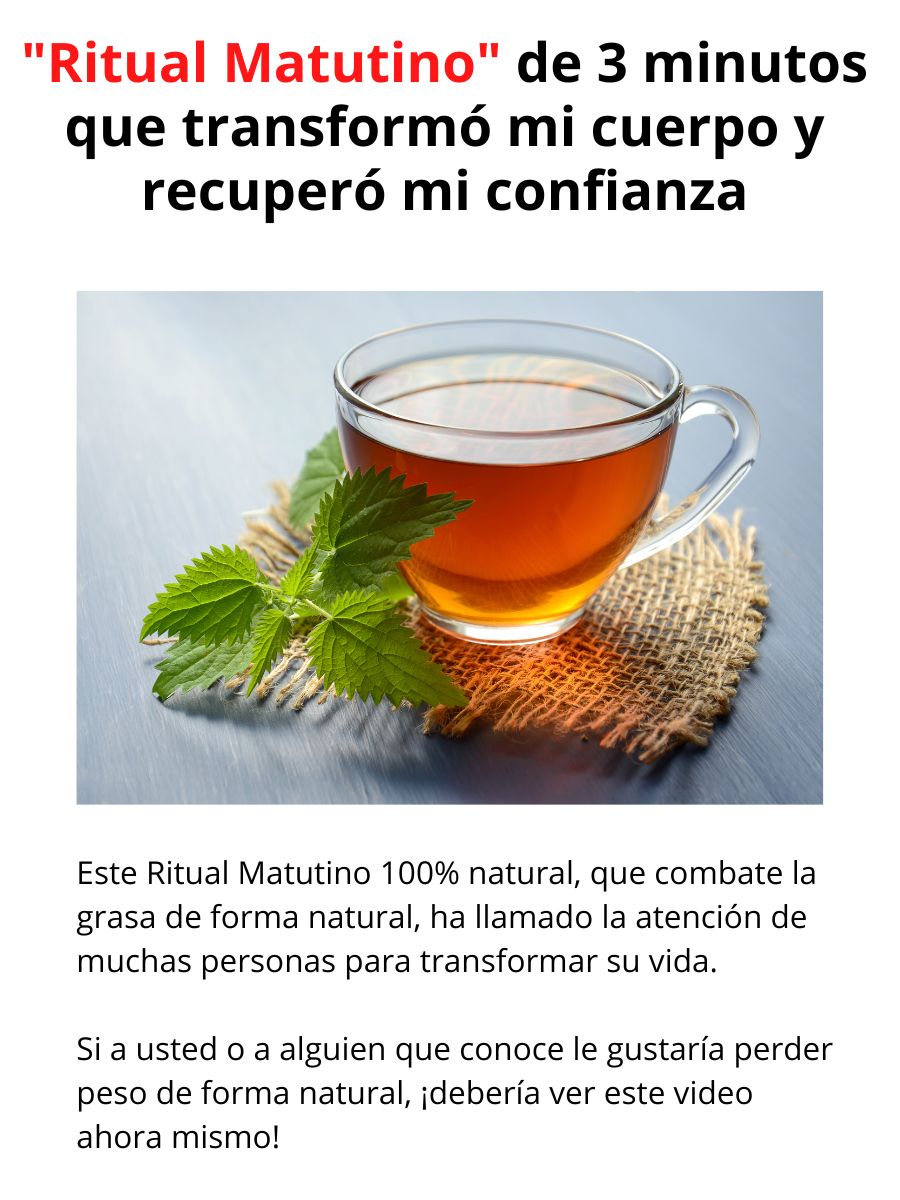 "Ritual Matutino" de 3 minutos
que transformó mi cuerpo y
recuperó mi confianza
Este Ritual Matutino 100% natural, que combate la
grasa de forma natural, ha llamado la atención de
muchas personas para transformar su vida.
Si a usted o a alguien que conoce le gustaría perder
peso de forma natural, ¡debería ver este video
ahora mismo!